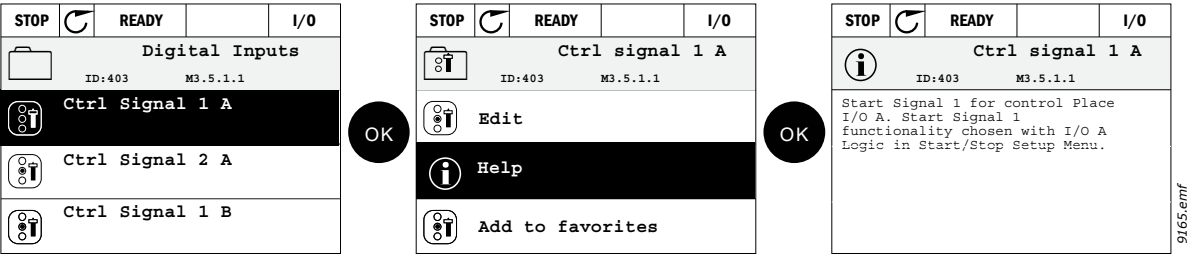 STOP READY I/O
Digital Inputs
ID:403 M3.5.1.1
Ctrl Signal 1 A
Ctrl Signal 2 A
Ctrl Signal 1 B
OK
STOP READY I/O
Ctrl signal 1 A
ID:403 M3.5.1.1
Edit
Help
Add to favorites
OK
STOP READY I/O
Ctrl signal 1 A
ID:403 M3.5.1.1
Start Signal 1 for control Place
I/O A. Start Signal 1
functionality chosen with I/O A
Logic in Start/Stop Setup Menu.
9165.emf